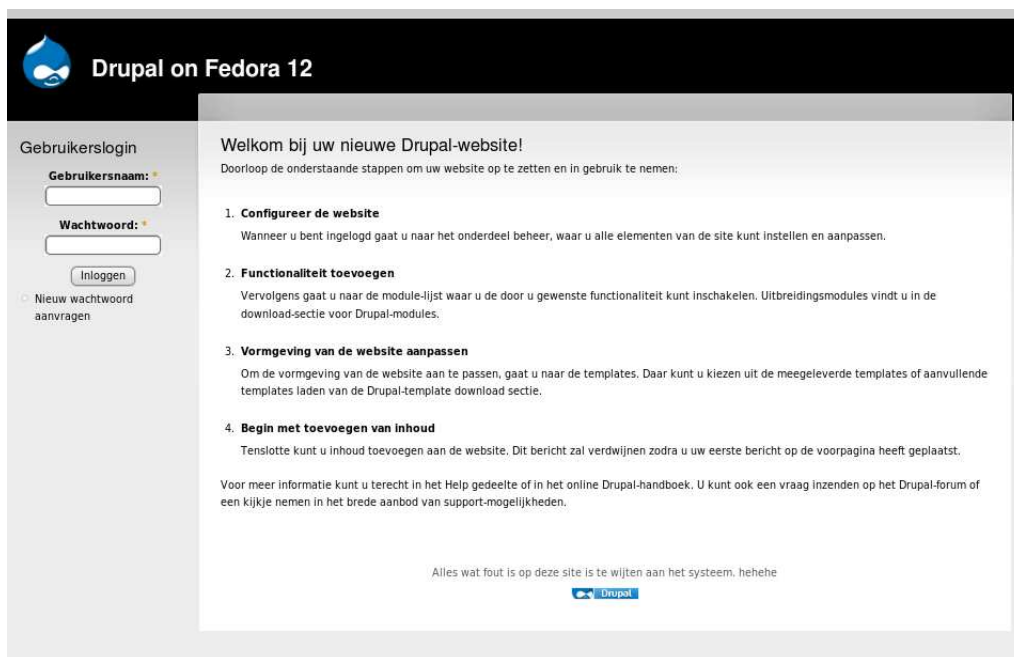 Drupal on Fedora 12
Gebruikerslogin
Gebruikersnaam: *
Wachtwoord: *
Inloggen
Nieuw wachtwoord
aanvragen
Welkom bij uw nieuwe Drupal-website!
Doorloop de onderstaande stappen om uw website op te zetten en in gebruik te nemen:
1. Configureer de website
Wanneer u bent ingelogd gaat u naar het onderdeel beheer, waar u alle elementen van de site kunt instellen en aanpassen.
2. Functionaliteit toevoegen
Vervolgens gaat u naar de module-lijst waar u de door u gewenste functionaliteit kunt inschakelen. Uitbreidingsmodules vindt u in de
download-sectie voor Drupal-modules.
3. Vormgeving van de website aanpassen
Om de vormgeving van de website aan te passen, gaat u naar de templates. Daar kunt u kiezen uit de meegeleverde templates of aanvullende
templates laden van de Drupal-template download sectie.
4. Begin met toevoegen van inhoud
Tenslotte kunt u inhoud toevoegen aan de website. Dit bericht zal verdwijnen zodra u uw eerste bericht op de voorpagina heeft geplaatst.
Voor meer informatie kunt u terecht in het Help gedeelte of in het online Drupal-handboek. U kunt ook een vraag inzenden op het Drupal-forum of
een kijkje nemen in het brede aanbod van support-mogelijkheden.
Alles wat fout is op deze site is te wijten aan het systeem. hehehe
Drupal